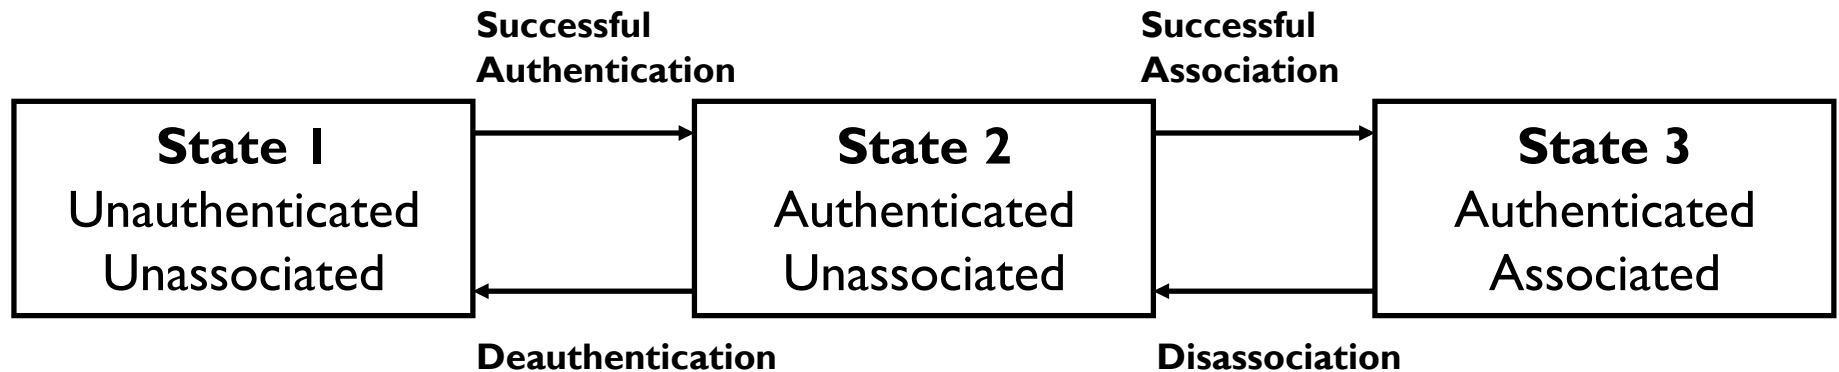 Successful
Authentication
Successful
Association
State 1
Unauthenticated
Unassociated
State 2
Authenticated
Unassociated
State 3
Authenticated
Associated
Deauthentication
Disassociation